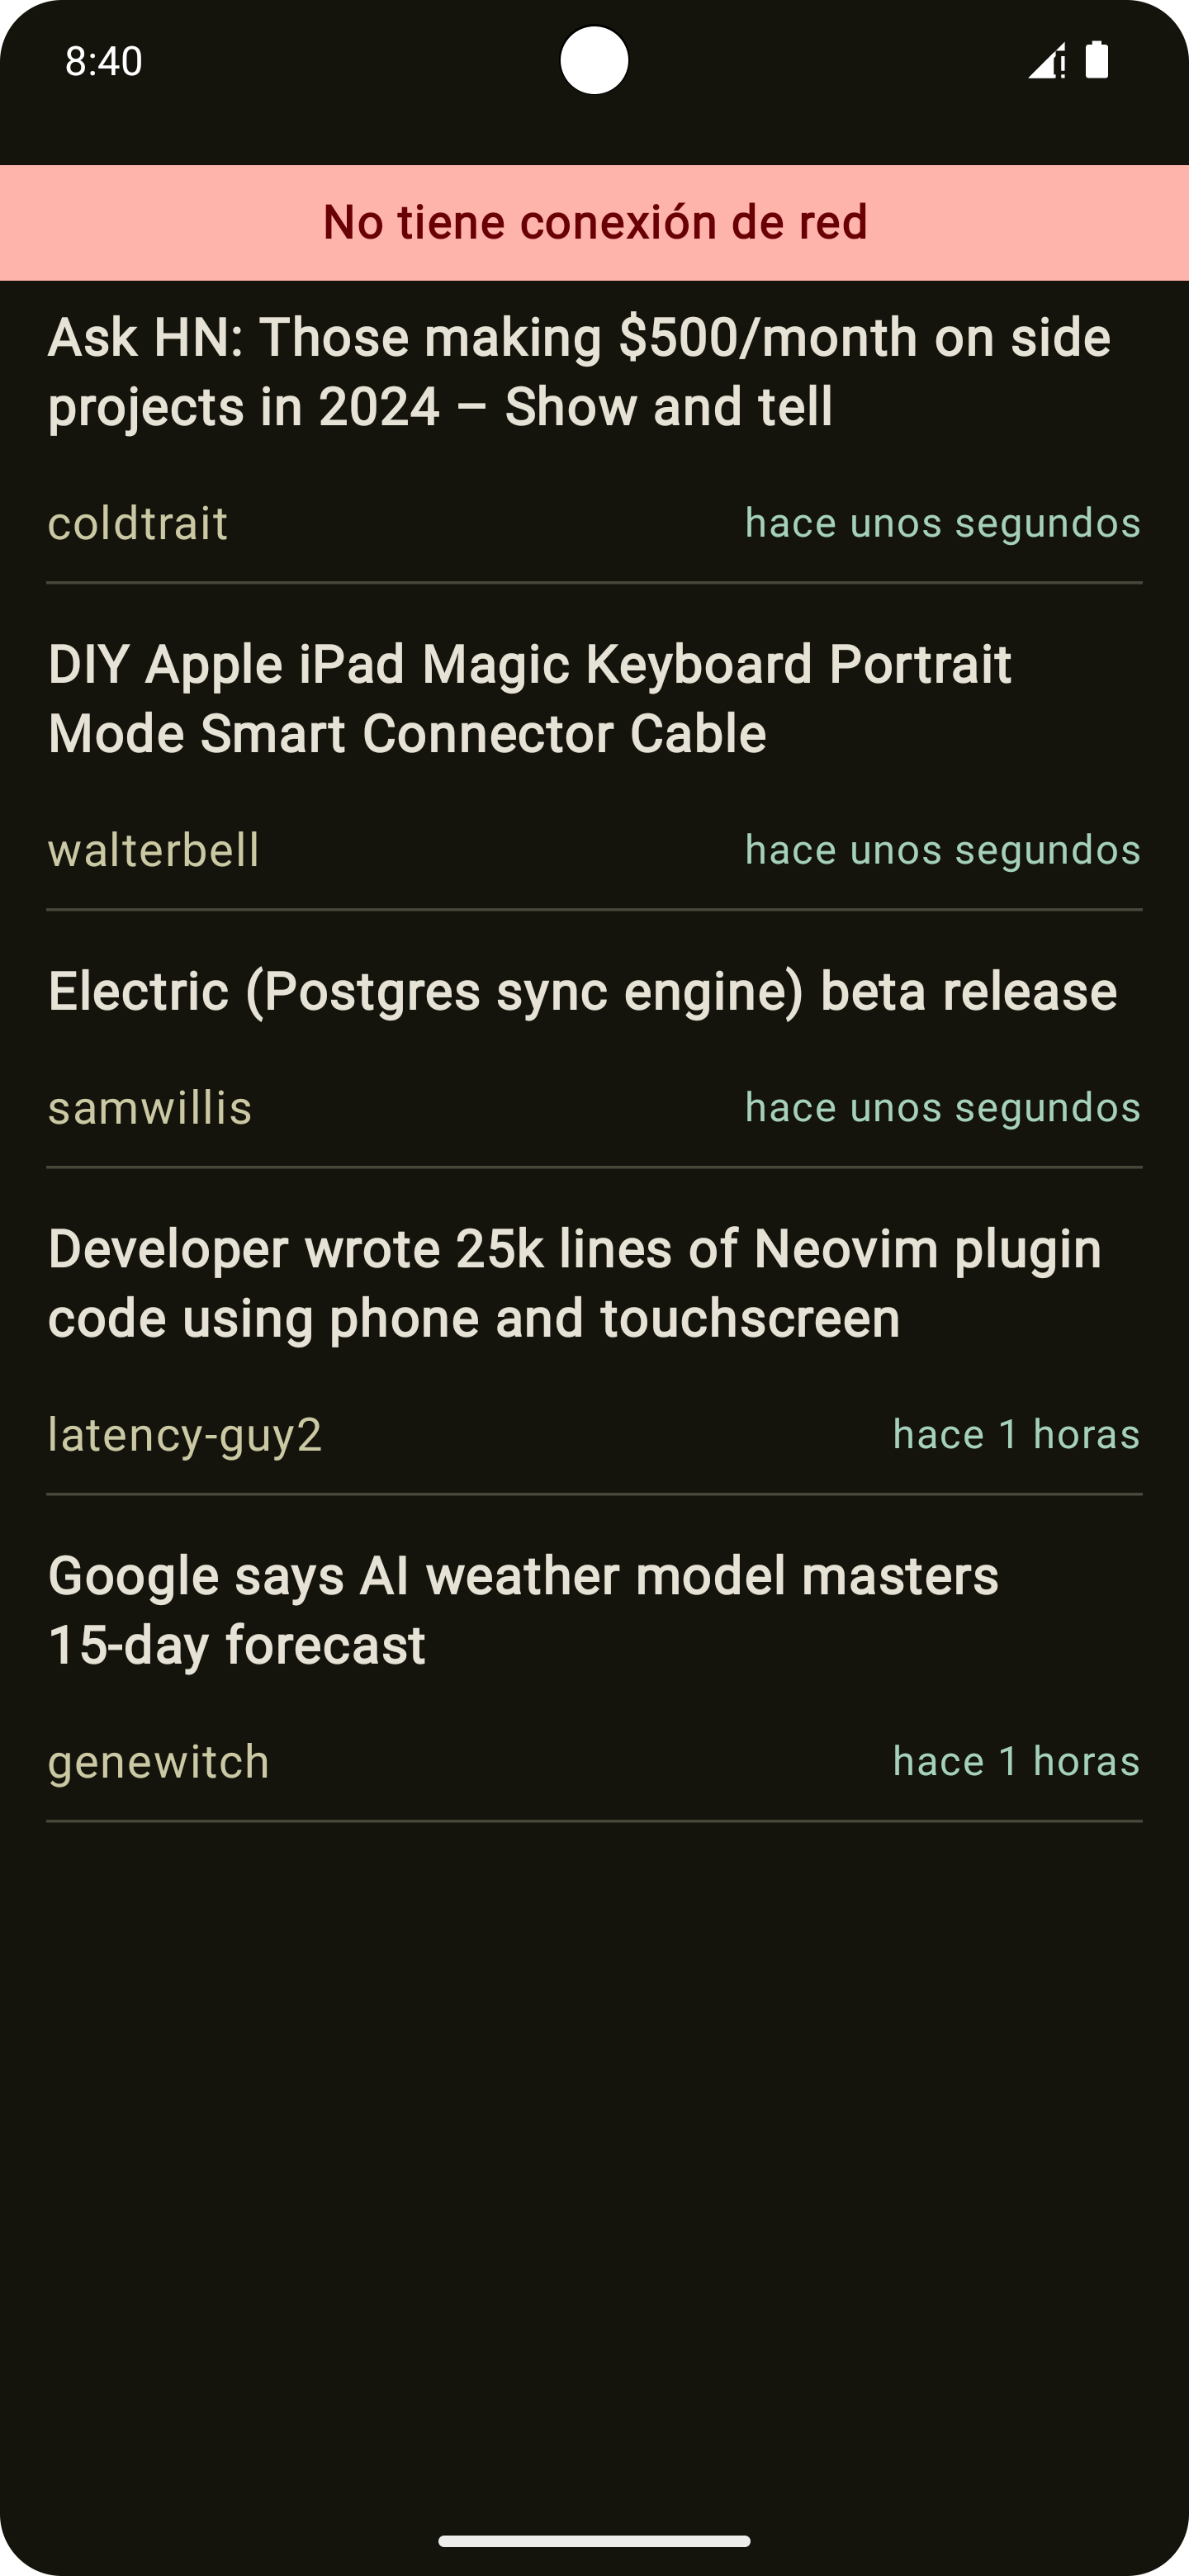 8:40
No tiene conexión de red
Ask HN: Those making $500/month on side
projects in 2024 – Show and tell
coldtrait hace unos segundos
DIY Apple iPad Magic Keyboard Portrait
Mode Smart Connector Cable
walterbell hace unos segundos
Electric (Postgres sync engine) beta release
samwillis hace unos segundos
Developer wrote 25k lines of Neovim plugin
code using phone and touchscreen
latency-guy2 hace 1 horas
Google says AI weather model masters
15-day forecast
genewitch hace 1 horas